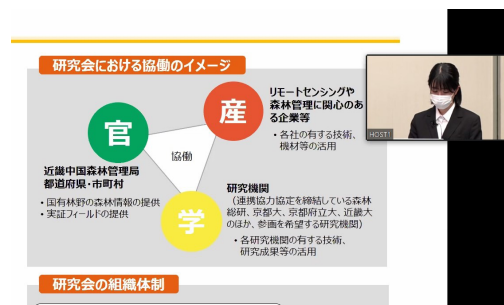 研究会における協働のイメージ
産
リモートセンシングや
森林管理に関心のあ
る企業等
・各社の有する技術、
機材等の活用
HOST1
官
協働
近畿中国森林管理局
都道府県・市町村
・国有林野の森林情報の提供
・実証フィールドの提供
学
研究機関
（連携協力協定を締結している森林
総研、京都大、京都府立大、近畿大
のほか、参画を希望する研究機関）
・各研究機関の有する技術、
研究成果等の活用
研究会の組織体制